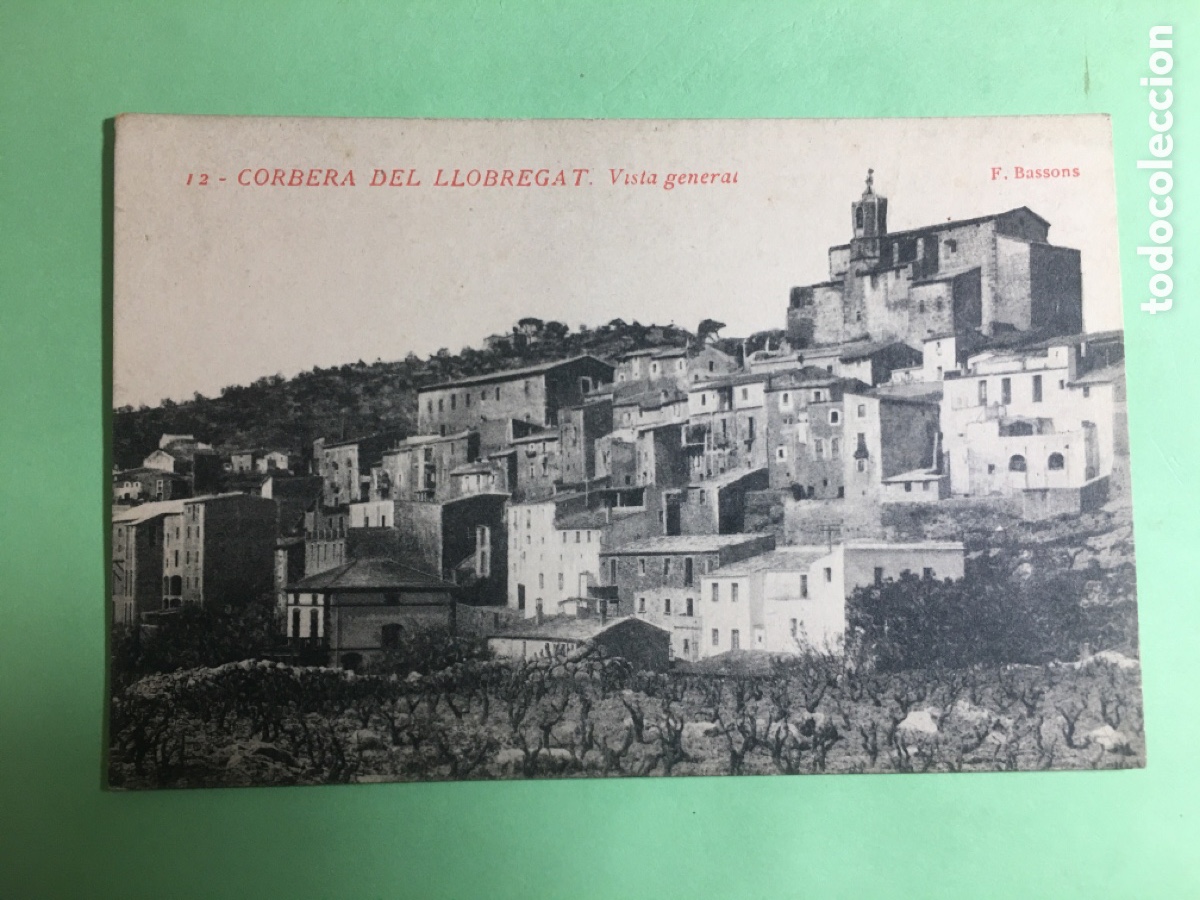 12 - CORBERA DEL LLOBREGAT. Vista general
F. Bassons
todocoleccion